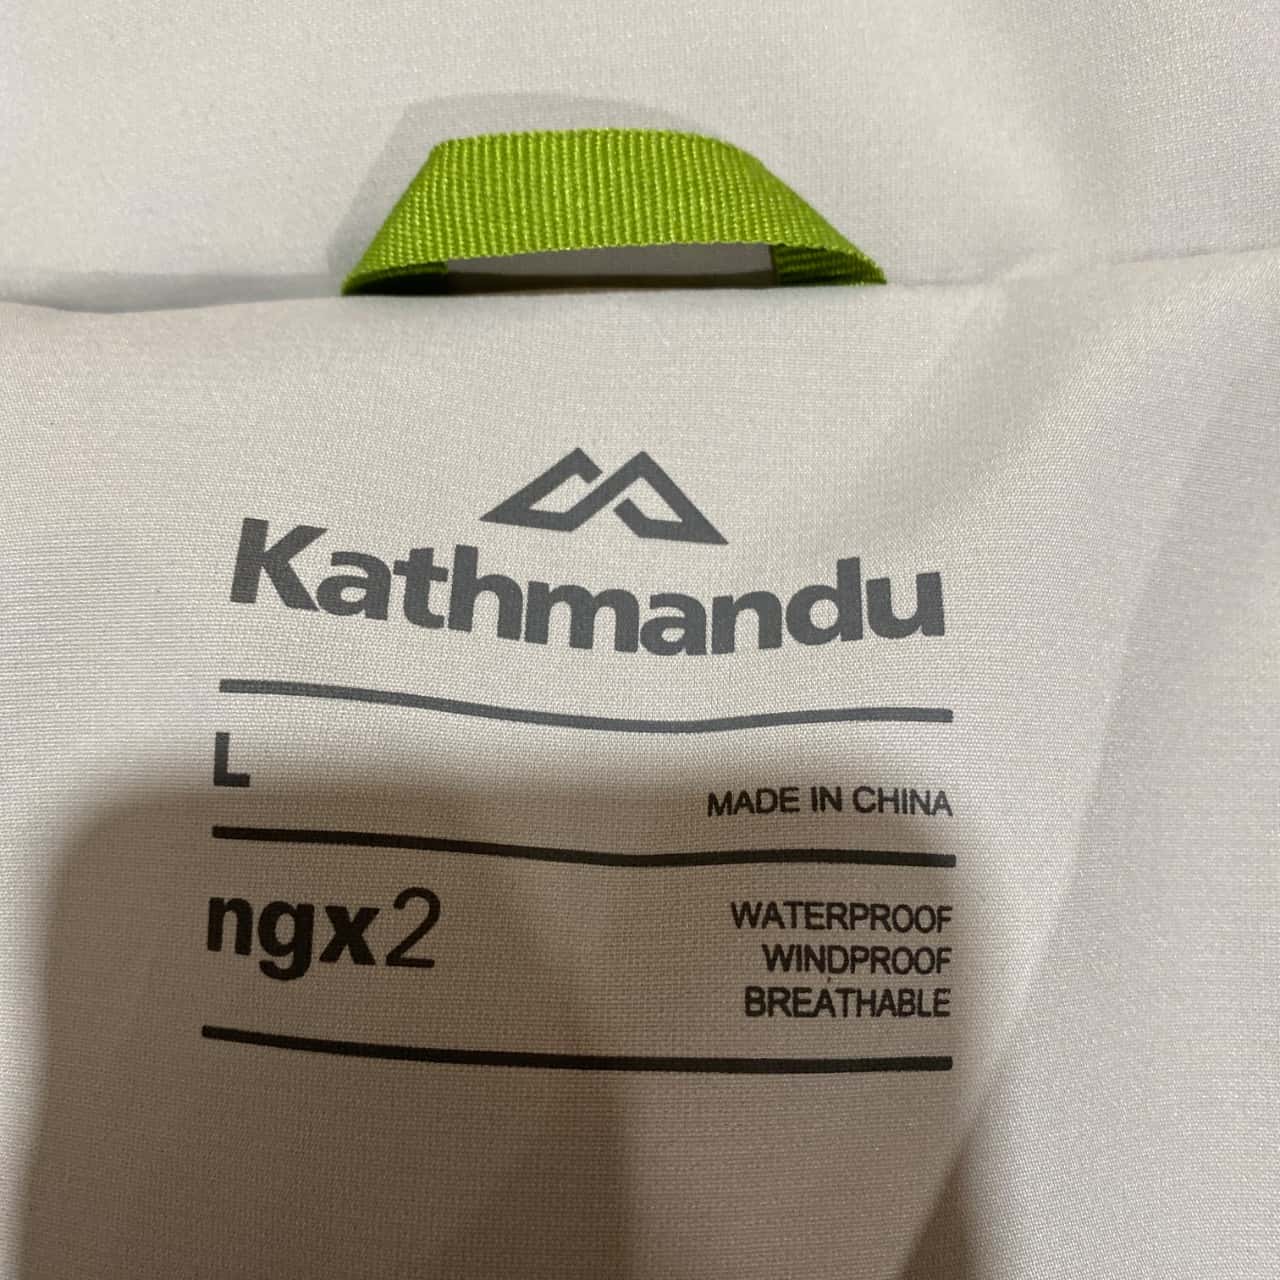 Kathmandu
L
MADE IN CHINA
ngx2
WATERPROOF
WINDPROOF
BREATHABLE